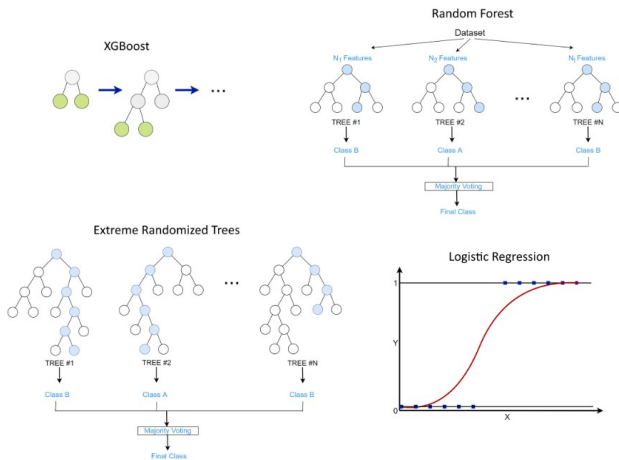 XGBoost
...
Random Forest
Dataset
N1 Features
N2 Features
Nt Features
...
TREE #1
TREE #2
TREE #N
Class B
Class A
Class B
Majority Voting
Final Class
Extreme Randomized Trees
...
TREE #1
TREE #2
TREE #N
Class B
Class A
Class B
Majority Voting
Final Class
Logistic Regression
1
Y
0
X